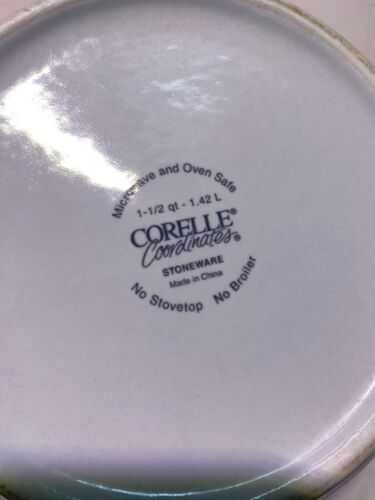 Microwave and Oven Safe
1-1/2 qt - 1.42 L
CORELLE®
Coordinates®
STONEWARE
Made in China
No Stovetop No Broiler